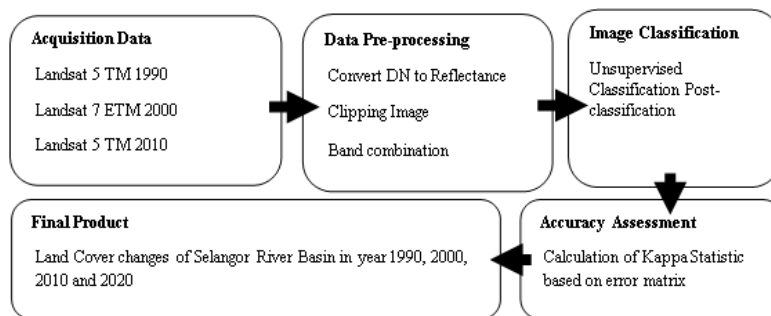 Acquisition Data
Landsat 5 TM 1990
Landsat 7 ETM 2000
Landsat 5 TM 2010
Data Pre-processing
Convert DN to Reflectance
Clipping Image
Band combination
Image Classification
Unsupervised
Classification Post-
classification
Accuracy Assessment
Calculation of Kappa Statistic
based on error matrix
Final Product
Land Cover changes of Selangor River Basin in year 1990, 2000,
2010 and 2020